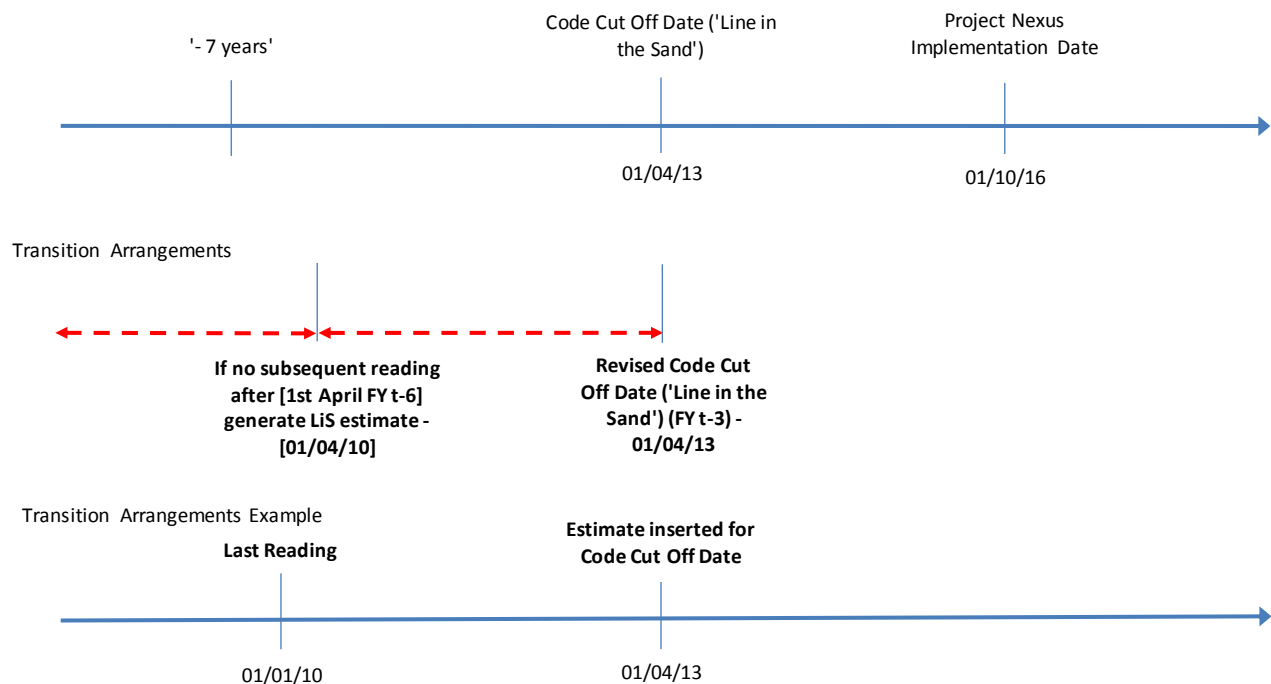 '- 7 years'
Code Cut Off Date ('Line in
the Sand')
Project Nexus
Implementation Date
01/04/13
01/10/16
Transition Arrangements
If no subsequent reading
after [1st April FY t-6]
generate LiS estimate -
[01/04/10]
Revised Code Cut
Off Date ('Line in the
Sand') (FY t-3) -
01/04/13
Transition Arrangements Example
Last Reading
Estimate inserted for
Code Cut Off Date
01/01/10
01/04/13